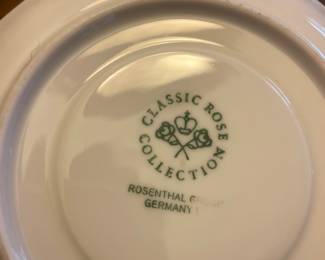 CLASSIC ROSE
COLLECTION
ROSENTHAL
GERMANY